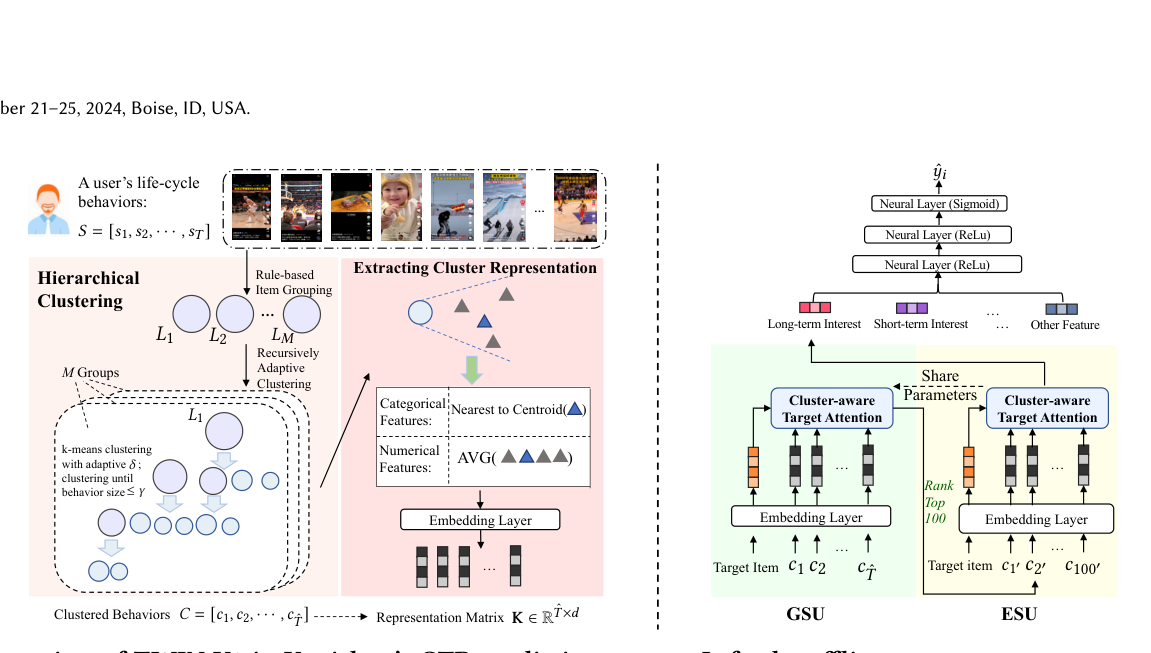 ber 21–25, 2024, Boise, ID, USA.
A user's life-cycle
behaviors:
S = [s1, s2, ⋯ , sT]
...
Hierarchical
Clustering
Rule-based
Item Grouping
L1 L2 ... LM
Recursively
Adaptive
Clustering
M Groups
L1
k-means clustering
with adaptive δ;
clustering until
behavior size ≤ γ
Extracting Cluster Representation
Categorical
Features:
Nearest to Centroid( )
Numerical
Features:
AVG( )
Embedding Layer
...
Clustered Behaviors C = [c1, c2, ⋯ , cT̂]
Representation Matrix K ∈ ℝT̂×d
ŷi
Neural Layer (Sigmoid)
Neural Layer (ReLu)
Neural Layer (ReLu)
...
Long-term Interest Short-term Interest ... Other Feature
Share
Parameters
Cluster-aware
Target Attention
...
Embedding Layer
...
Target Item c1 c2 cT̂
GSU
Cluster-aware
Target Attention
...
Rank
Top
100
Embedding Layer
...
Target item c1′ c2′ c100′
ESU